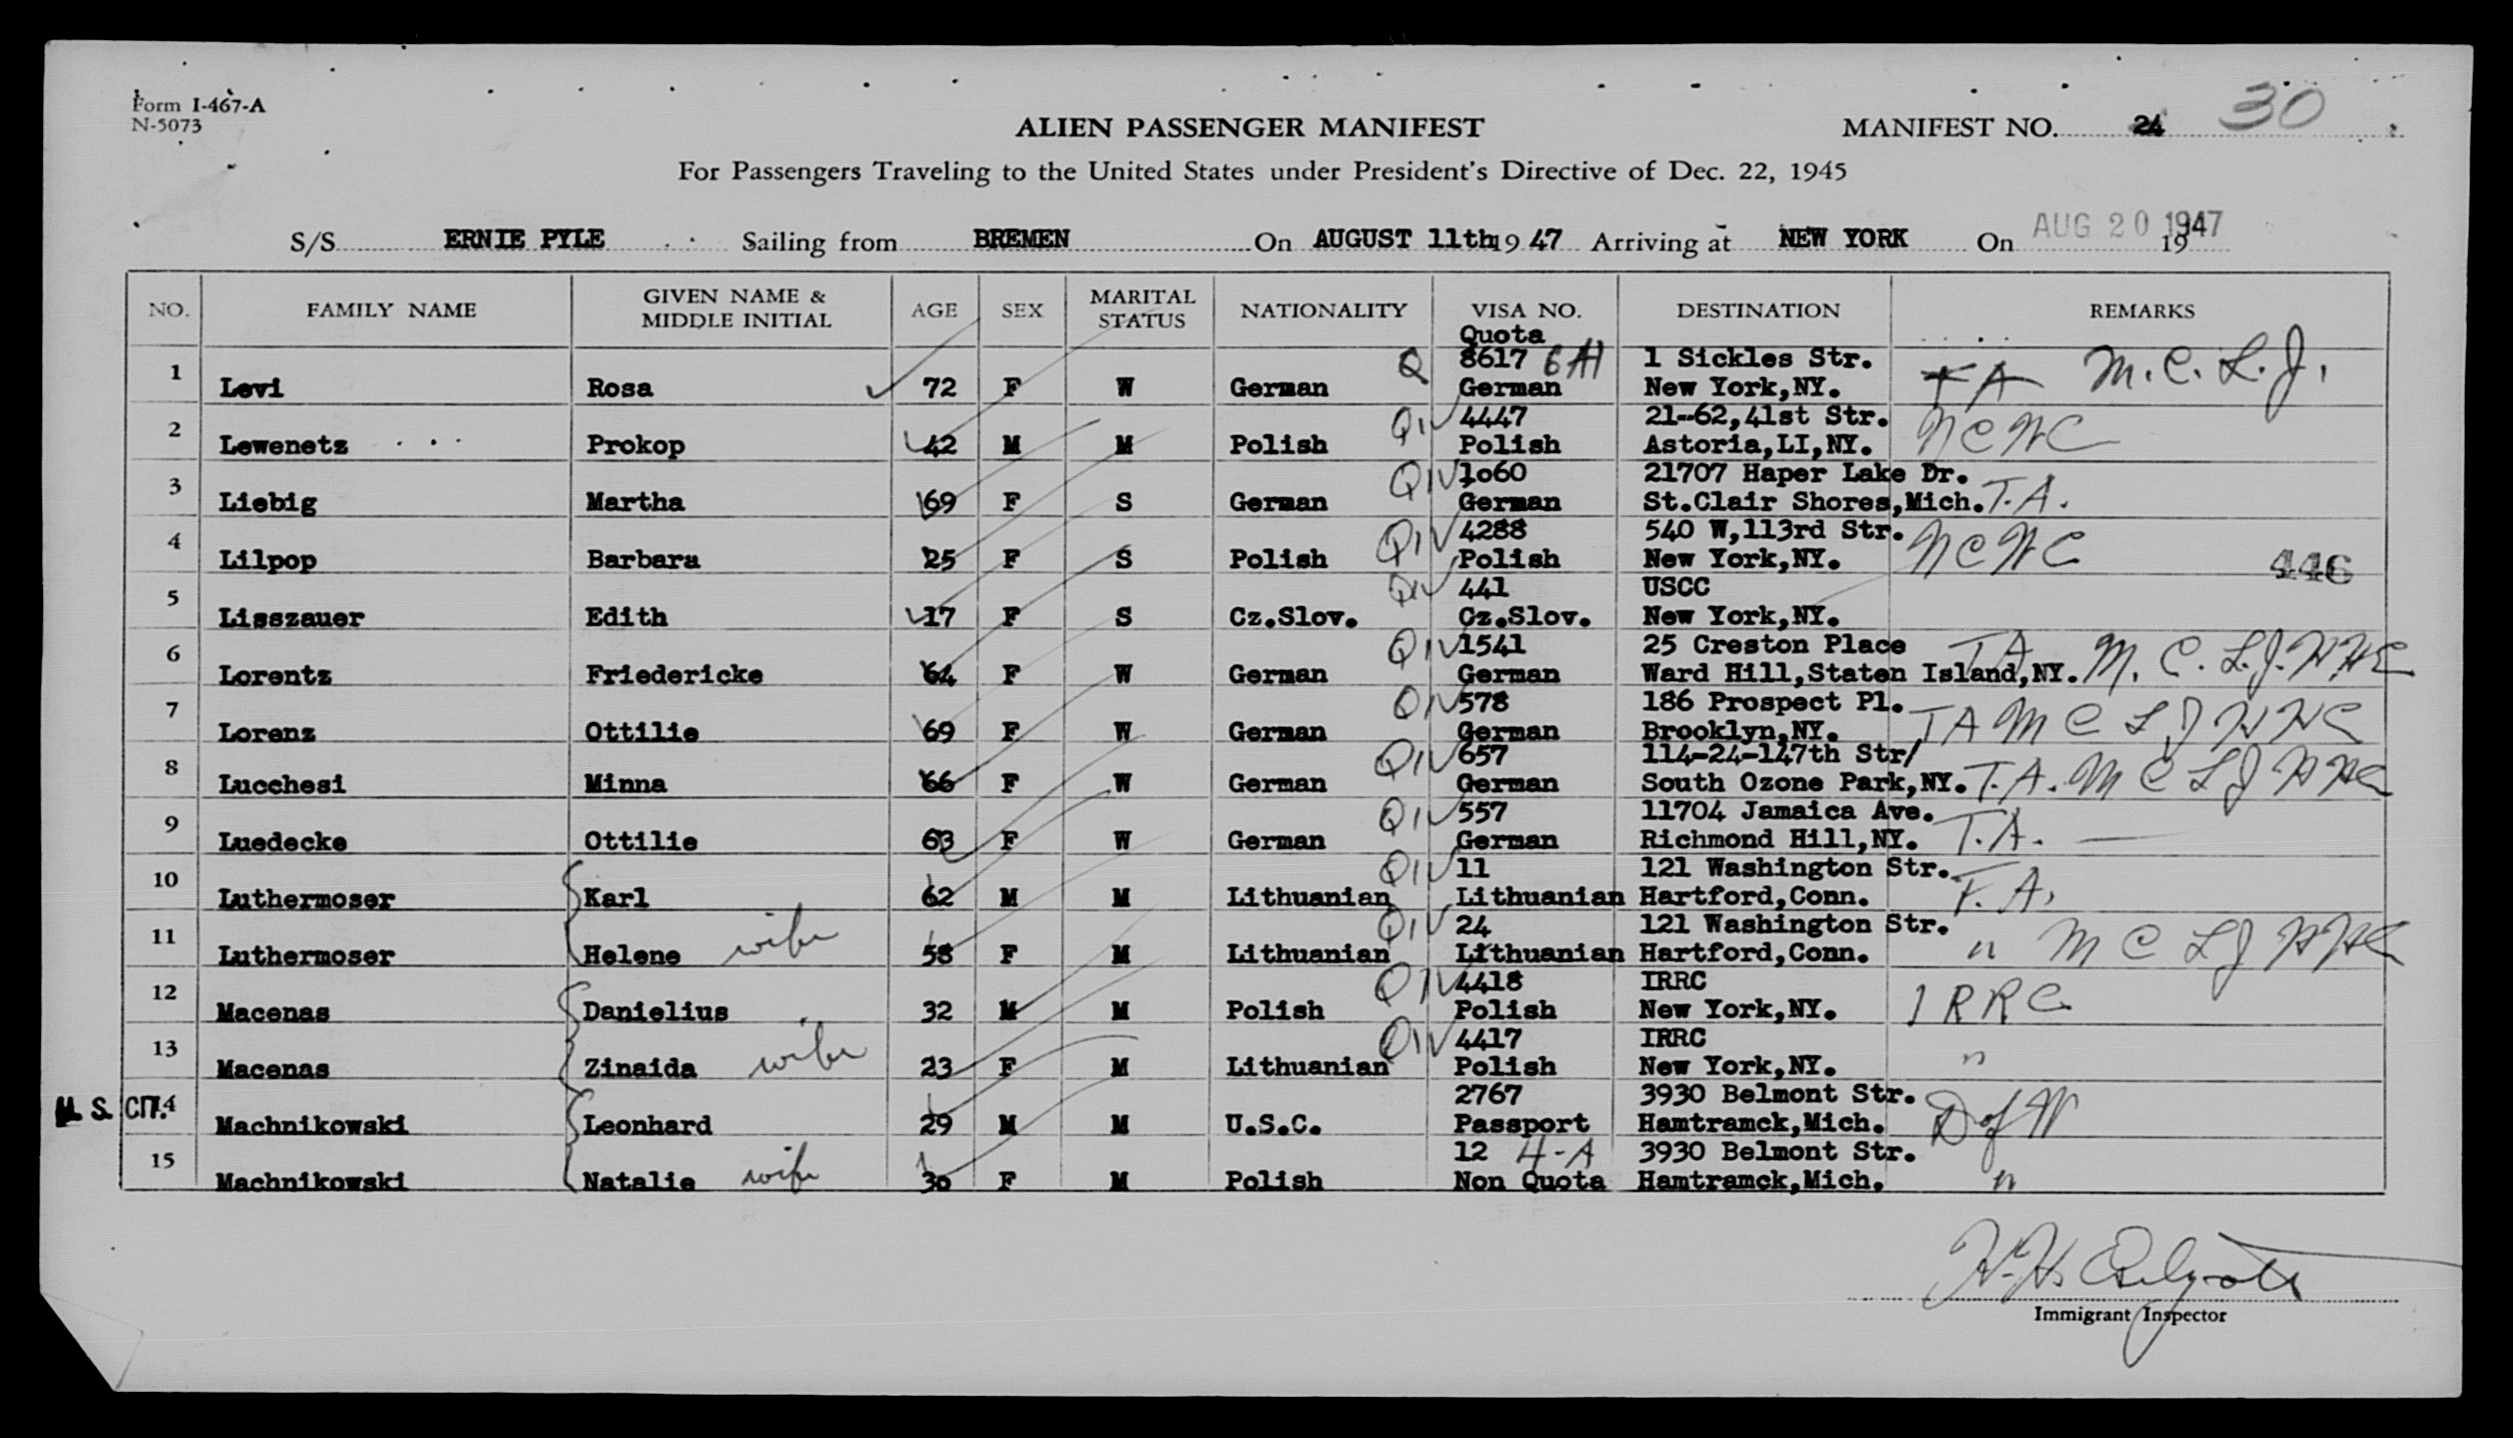 Form I-467-A
N-5073
ALIEN PASSENGER MANIFEST
MANIFEST NO. 24 30
For Passengers Traveling to the United States under President's Directive of Dec. 22, 1945
S/S ERNIE PYLE Sailing from BREMEN On AUGUST 11th 19 47 Arriving at NEW YORK On AUG 20 1947 19
NO. FAMILY NAME GIVEN NAME & MIDDLE INITIAL AGE SEX MARITAL STATUS NATIONALITY VISA NO. DESTINATION REMARKS
Quota
Q 8617 6A1 1 Sickles Str. TA M. C. L. J.
1 Levi Rosa 72 F W German German New York,NY.
QIV 4447 21-62,41st Str.
2 Lewenetz Prokop 42 M M Polish Polish Astoria,LI,NY. NCWC
QIV 1o60 21707 Haper Lake Dr.
3 Liebig Martha 69 F S German German St.Clair Shores,Mich. T.A.
QIV 4288 540 W,113rd Str.
4 Lilpop Barbara 25 F S Polish Polish New York,NY. NCWC 446
QIV 441 USCC
5 Lisszauer Edith 17 F S Cz.Slov. Cz.Slov. New York,NY.
QIV 1541 25 Creston Place
6 Lorentz Friedericke 64 F W German German Ward Hill,Staten Island,NY. TA M. C. L.J.
QIV 578 186 Prospect Pl.
7 Lorenz Ottilie 69 F W German German Brooklyn,NY. TA M C L J
QIV 657 114-24-147th Str/
8 Lucchesi Minna 66 F W German German South Ozone Park,NY. T.A. M C L J
QIV 557 11704 Jamaica Ave.
9 Luedecke Ottilie 63 F W German German Richmond Hill,NY. T.A.
QIV 11 121 Washington Str.
10 Luthermoser Karl 62 M M Lithuanian Lithuanian Hartford,Conn. T.A.
QIV 24 121 Washington Str.
11 Luthermoser Helene wife 58 F M Lithuanian Lithuanian Hartford,Conn. " M C L J
QIV 4418 IRRC
12 Macenas Danielius 32 M M Polish Polish New York,NY. IRRC
QIV 4417 IRRC
13 Macenas Zinaida wife 23 F M Lithuanian Polish New York,NY. "
2767 3930 Belmont Str.
U.S. CIT. 14 Machnikowski Leonhard 29 M M U.S.C. Passport Hamtramck,Mich. D of W
12 4-A 3930 Belmont Str.
15 Machnikowski Natalie wife 3o F M Polish Non Quota Hamtramck,Mich. "
Immigrant Inspector